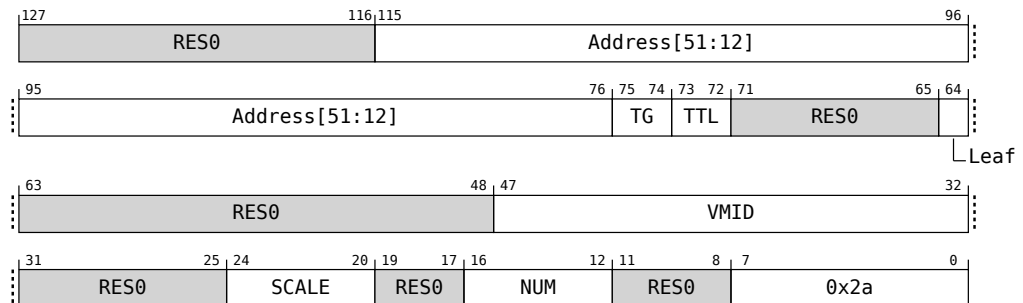 127 116 115 96
RES0 Address[51:12]
95 76 75 74 73 72 71 65 64
Address[51:12] TG TTL RES0
Leaf
63 48 47 32
RES0 VMID
31 25 24 20 19 17 16 12 11 8 7 0
RES0 SCALE RES0 NUM RES0 0x2a